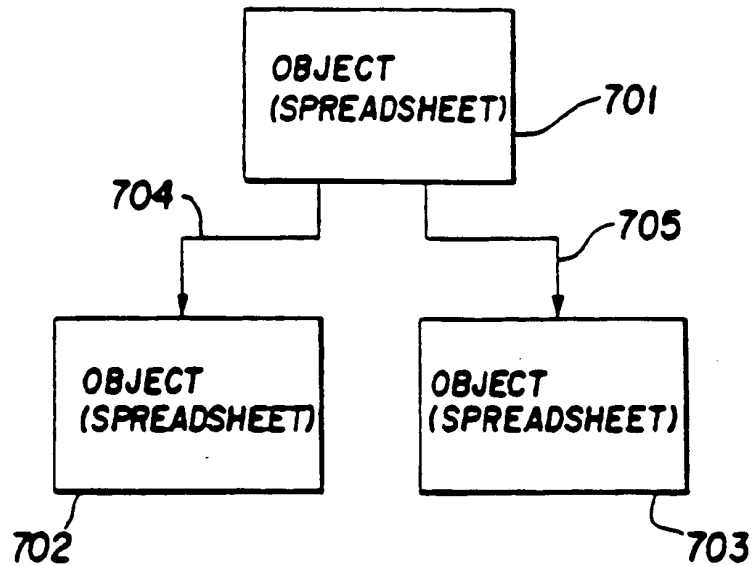 OBJECT
(SPREADSHEET)
701
704
705
OBJECT
(SPREADSHEET)
OBJECT
(SPREADSHEET)
702
703